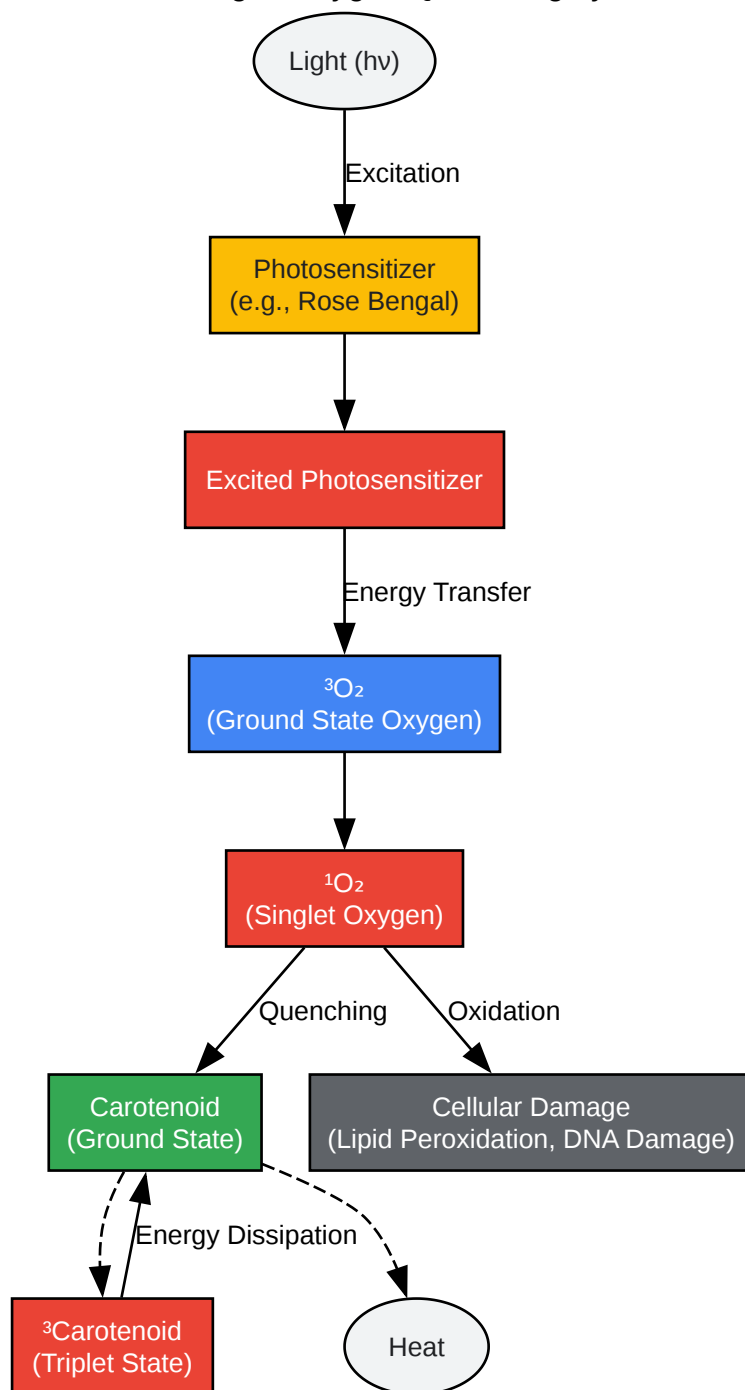 Light (hν)
Excitation
Photosensitizer
(e.g., Rose Bengal)
Excited Photosensitizer
Energy Transfer
³O₂
(Ground State Oxygen)
¹O₂
(Singlet Oxygen)
Quenching
Oxidation
Carotenoid
(Ground State)
Cellular Damage
(Lipid Peroxidation, DNA Damage)
Energy Dissipation
³Carotenoid
(Triplet State)
Heat